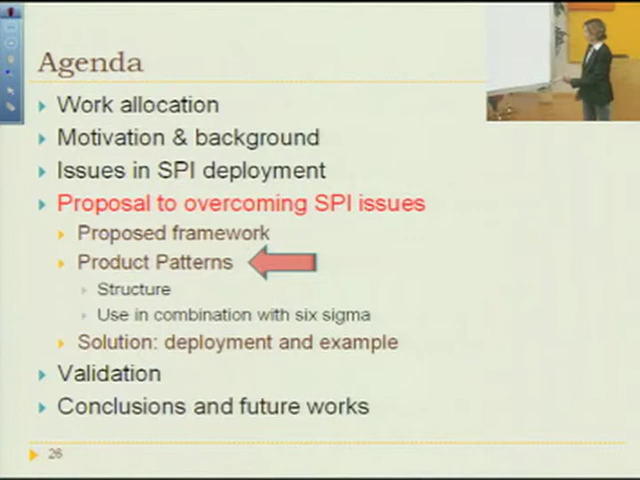 Agenda
Work allocation
Motivation & background
Issues in SPI deployment
Proposal to overcoming SPI issues
Proposed framework
Product Patterns
Structure
Use in combination with six sigma
Solution: deployment and example
Validation
Conclusions and future works
26